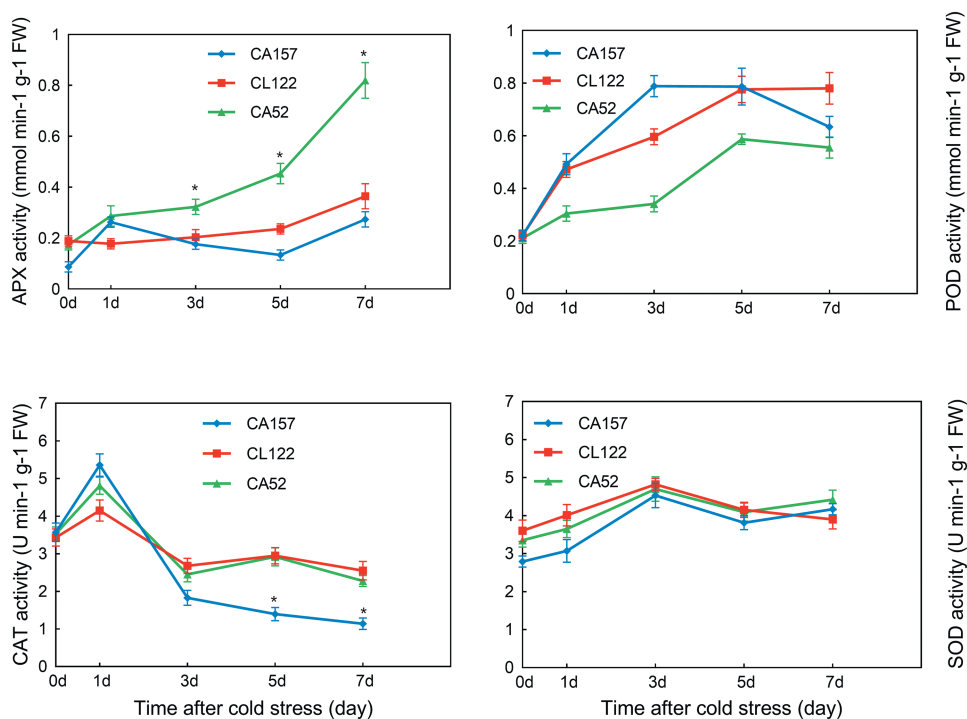 APX activity (mmol min-1 g-1 FW)
1
0.8
0.6
0.4
0.2
0
CA157
CL122
CA52
*
*
*
0d 1d 3d 5d 7d
POD activity (mmol min-1 g-1 FW)
1
0.8
0.6
0.4
0.2
0
CA157
CL122
CA52
0d 1d 3d 5d 7d
CAT activity (U min-1 g-1 FW)
7
6
5
4
3
2
1
0
CA157
CL122
CA52
*
*
0d 1d 3d 5d 7d
Time after cold stress (day)
SOD activity (U min-1 g-1 FW)
7
6
5
4
3
2
1
0
CA157
CL122
CA52
0d 1d 3d 5d 7d
Time after cold stress (day)